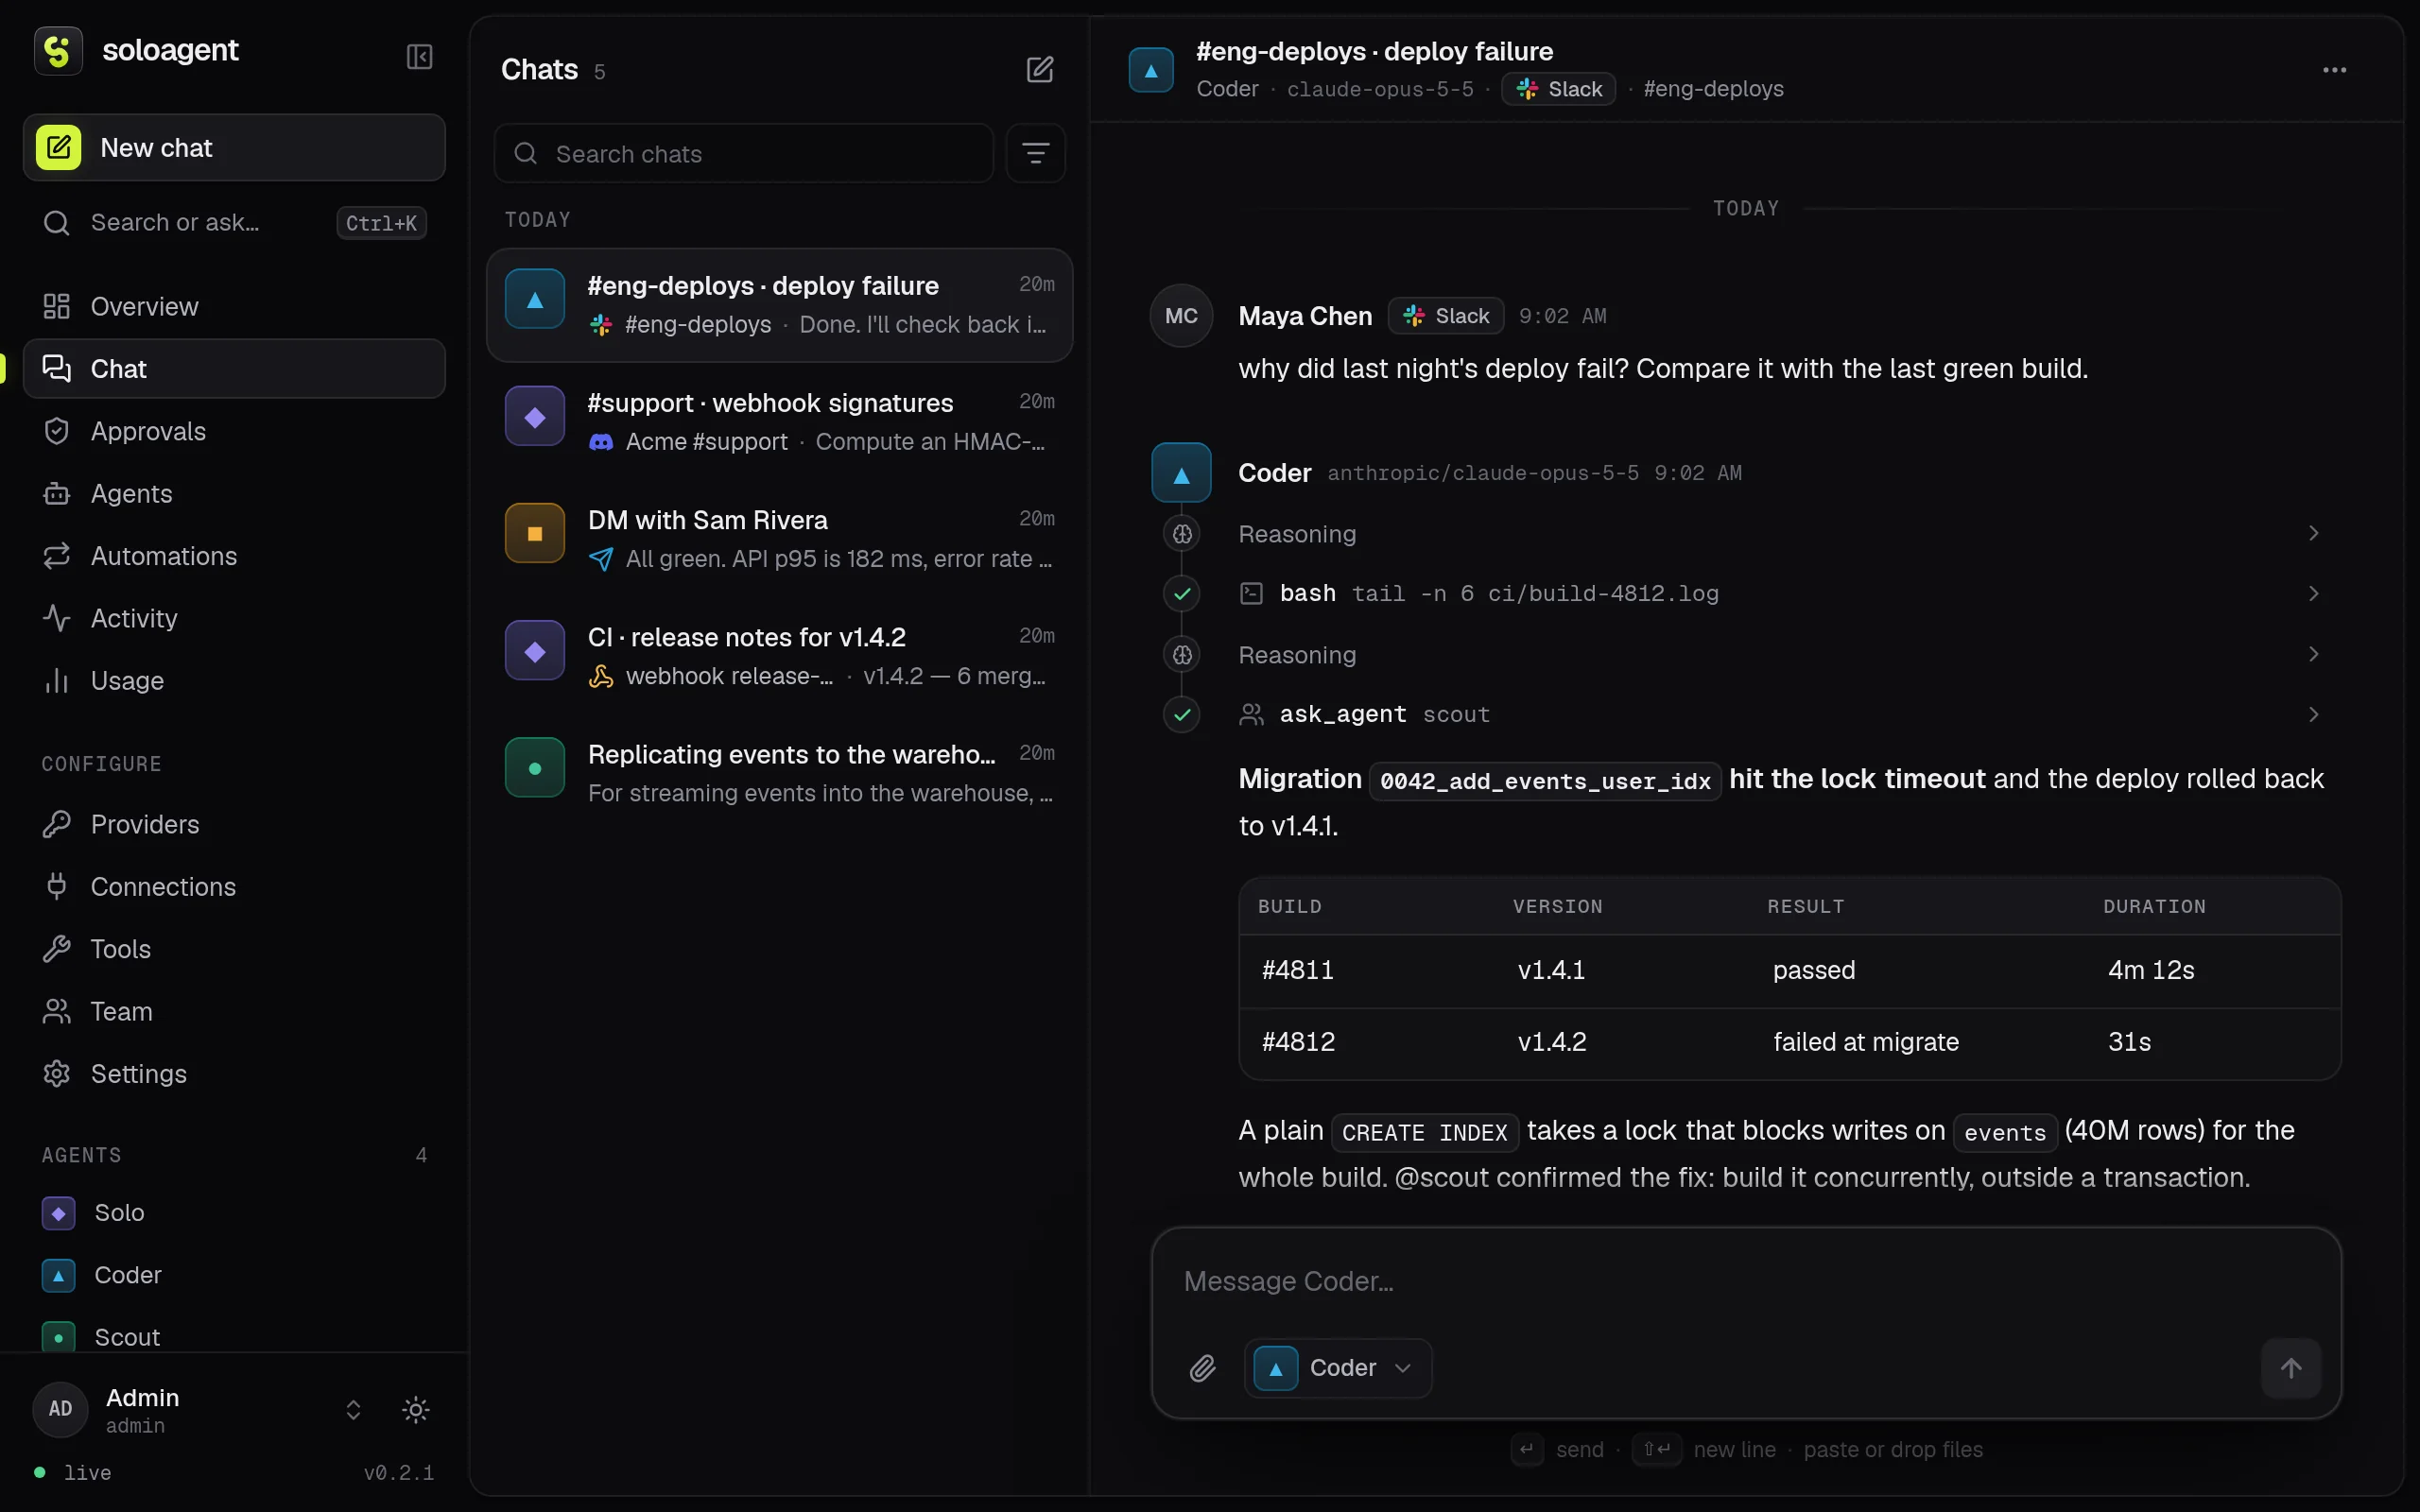 soloagent
New chat
Search or ask... Ctrl+K
Overview
Chat
Approvals
Agents
Automations
Activity
Usage
CONFIGURE
Providers
Connections
Tools
Team
Settings
AGENTS 4
Solo
Coder
Scout
AD Admin
admin
live v0.2.1
Chats 5
Search chats
TODAY
#eng-deploys · deploy failure 20m
#eng-deploys · Done. I'll check back i...
#support · webhook signatures 20m
Acme #support · Compute an HMAC-...
DM with Sam Rivera 20m
All green. API p95 is 182 ms, error rate ...
CI · release notes for v1.4.2 20m
webhook release-... · v1.4.2 — 6 merg...
Replicating events to the wareho... 20m
For streaming events into the warehouse, ...
#eng-deploys · deploy failure
Coder · claude-opus-5-5 · Slack · #eng-deploys
TODAY
MC Maya Chen Slack 9:02 AM
why did last night's deploy fail? Compare it with the last green build.
Coder anthropic/claude-opus-5-5 9:02 AM
Reasoning
bash tail -n 6 ci/build-4812.log
Reasoning
ask_agent scout
Migration 0042_add_events_user_idx hit the lock timeout and the deploy rolled back
to v1.4.1.
BUILD VERSION RESULT DURATION
#4811 v1.4.1 passed 4m 12s
#4812 v1.4.2 failed at migrate 31s
A plain CREATE INDEX takes a lock that blocks writes on events (40M rows) for the
whole build. @scout confirmed the fix: build it concurrently, outside a transaction.
Message Coder...
Coder
↵ send · ⇧↵ new line · paste or drop files